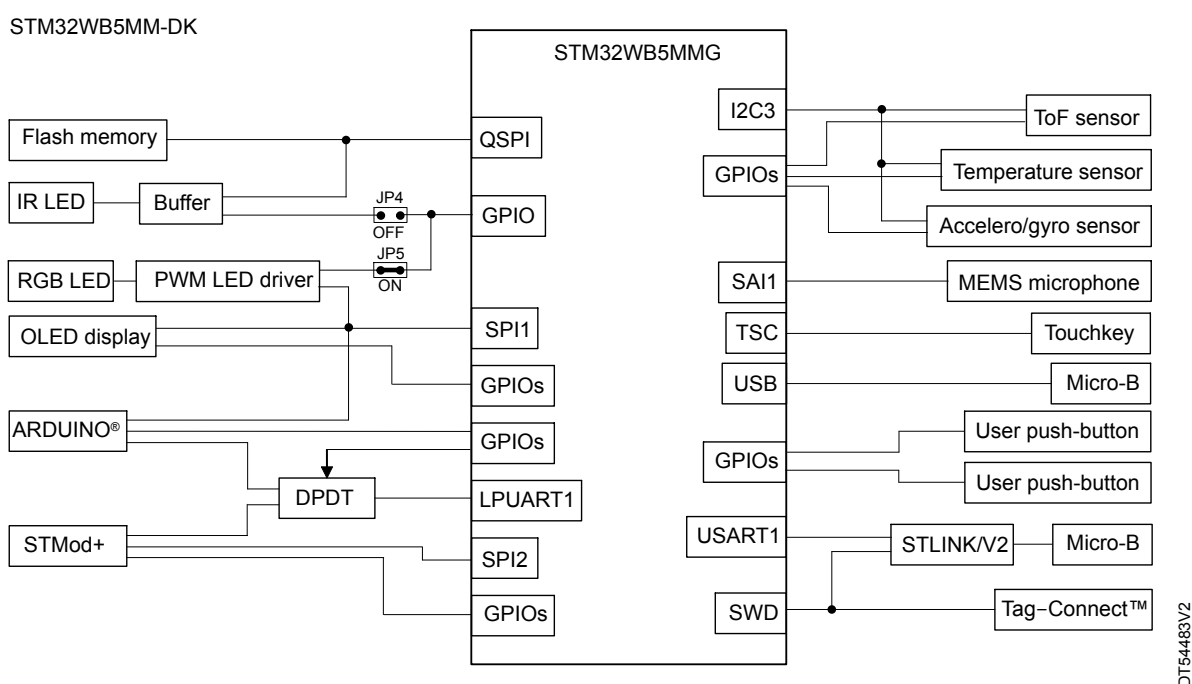 STM32WB5MM-DK
STM32WB5MMG
Flash memory
IR LED
Buffer
JP4
OFF
JP5
ON
RGB LED
PWM LED driver
OLED display
ARDUINO®
DPDT
STMod+
QSPI
GPIO
SPI1
GPIOs
GPIOs
LPUART1
SPI2
GPIOs
I2C3
GPIOs
SAI1
TSC
USB
GPIOs
USART1
SWD
ToF sensor
Temperature sensor
Accelero/gyro sensor
MEMS microphone
Touchkey
Micro-B
User push-button
User push-button
STLINK/V2
Micro-B
Tag-Connect™
DT54483V2